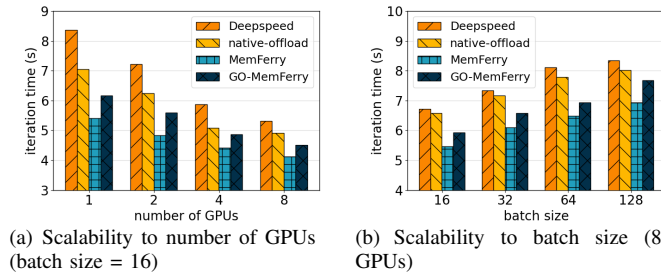 9
8
7
6
5
4
3
iteration time (s)
Deepspeed
native-offload
MemFerry
GO-MemFerry
1 2 4 8
number of GPUs
(a) Scalability to number of GPUs
(batch size = 16)
10
9
8
7
6
5
4
iteration time (s)
Deepspeed
native-offload
MemFerry
GO-MemFerry
16 32 64 128
batch size
(b) Scalability to batch size (8
GPUs)